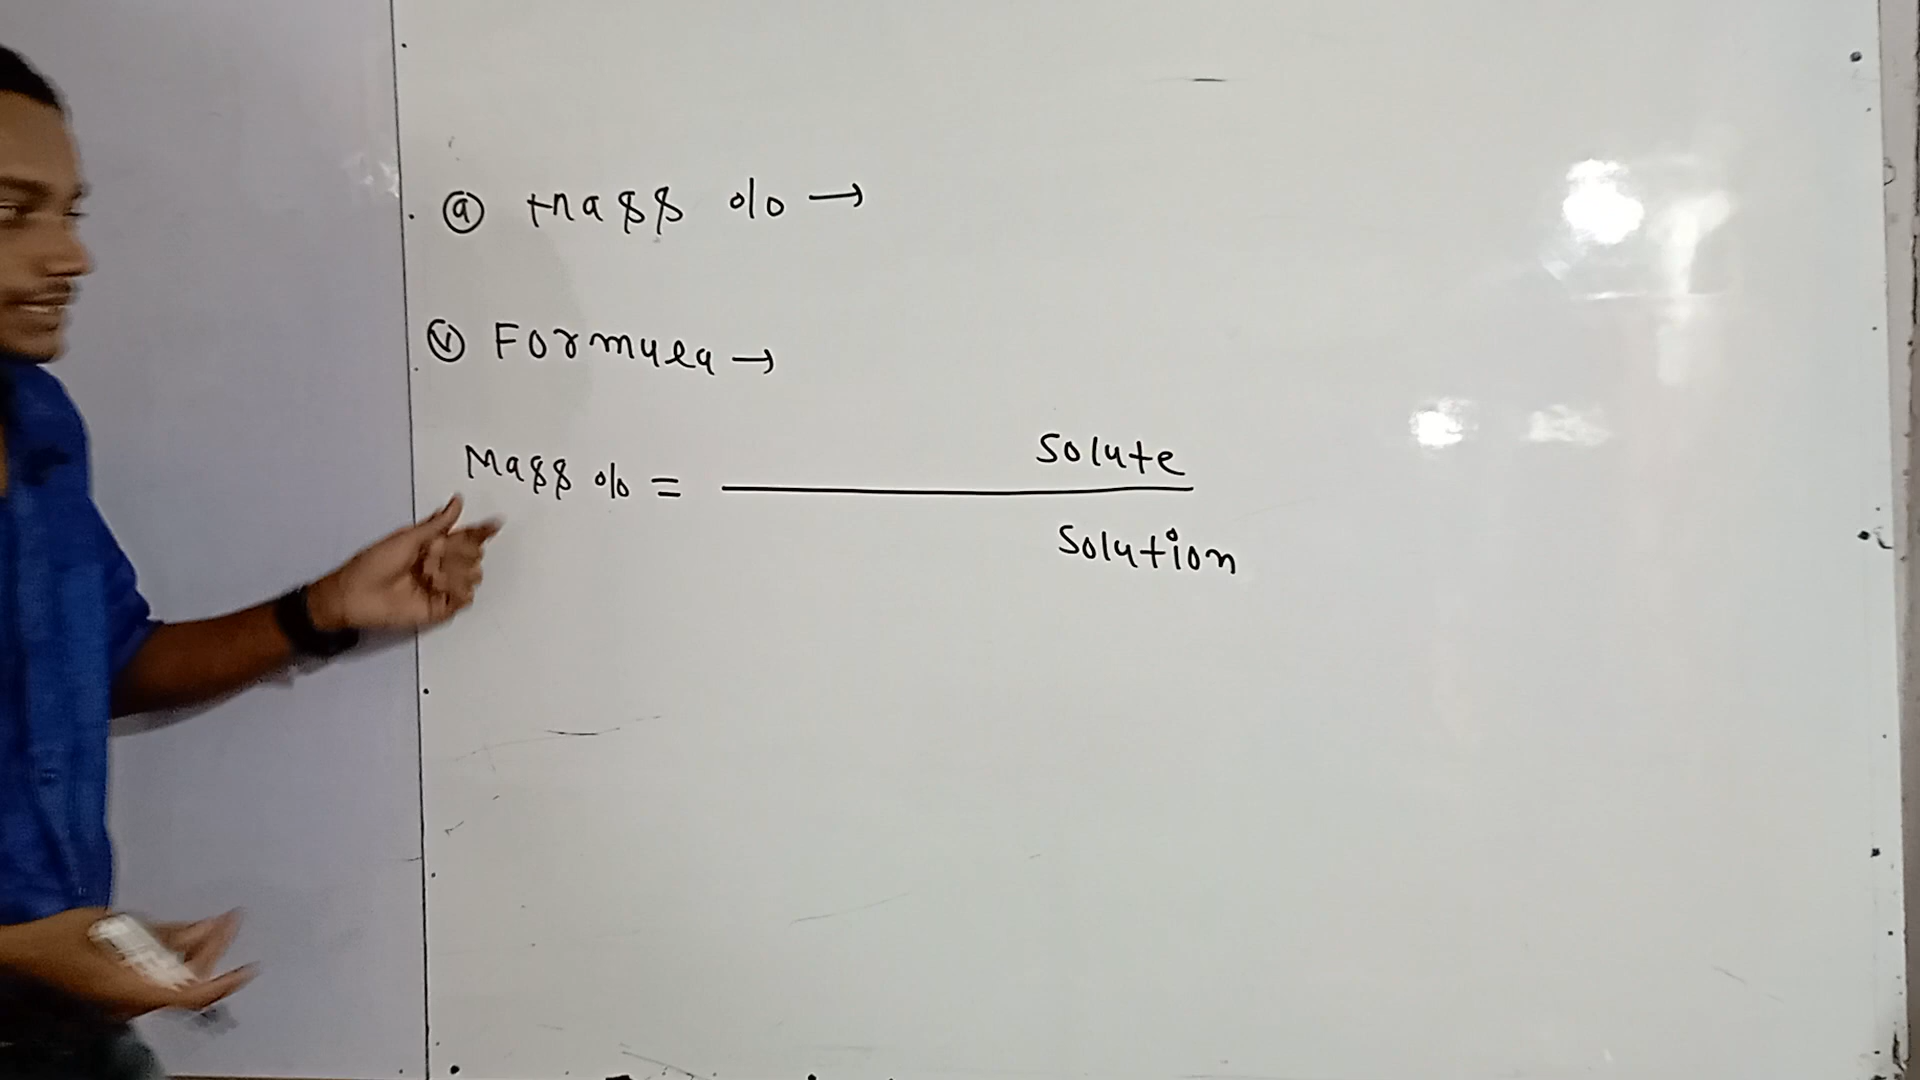 ⓐ Mass % →
ⓥ Formula →
Mass % = Solute
Solution